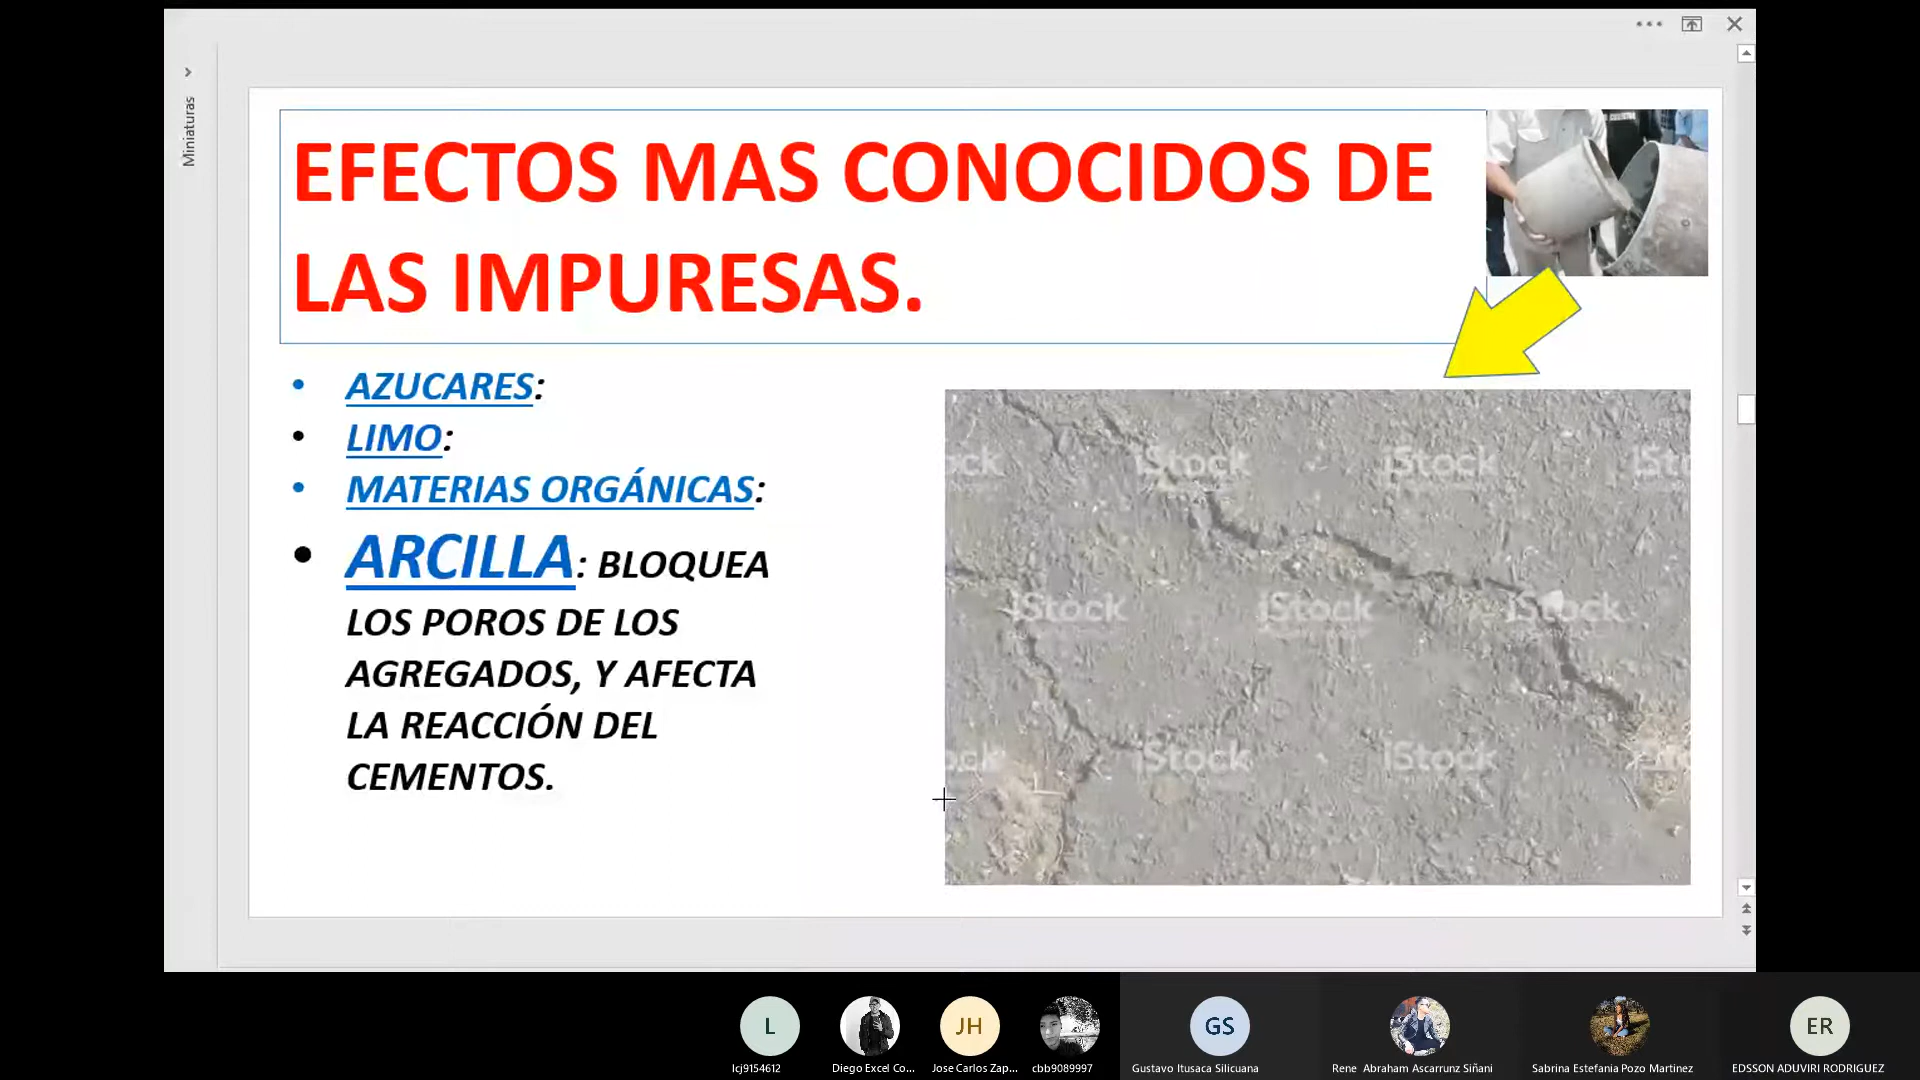 Miniaturas
EFECTOS MAS CONOCIDOS DE
LAS IMPURESAS.
• AZUCARES:
• LIMO:
• MATERIAS ORGÁNICAS:
• ARCILLA: BLOQUEA
LOS POROS DE LOS
AGREGADOS, Y AFECTA
LA REACCIÓN DEL
CEMENTOS.
iStock iStock
iStock iStock iStock
iStock iStock
L
JH
GS
ER
lcj9154612
Diego Excel Co...
Jose Carlos Zap...
cbb9089997
Gustavo Itusaca Silicuana
Rene Abraham Ascarrunz Siñani
Sabrina Estefania Pozo Martinez
EDSSON ADUVIRI RODRIGUEZ